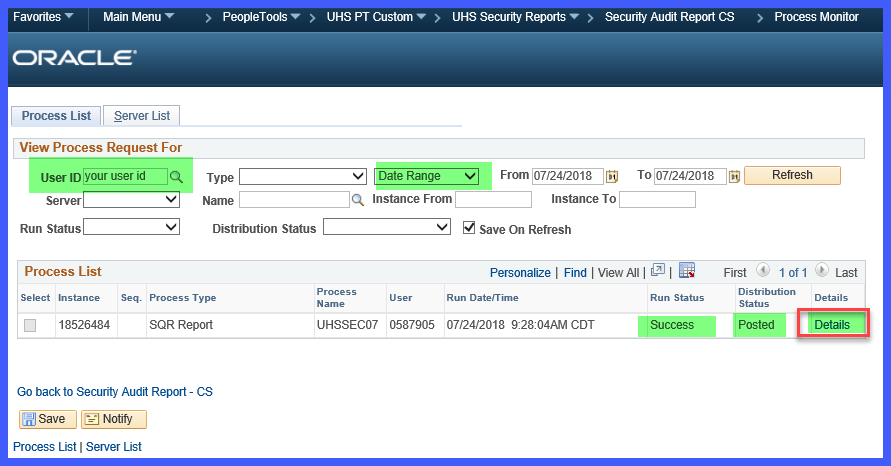 Favorites Main Menu > PeopleTools > UHS PT Custom > UHS Security Reports > Security Audit Report CS > Process Monitor
ORACLE
Process List Server List
View Process Request For
User ID your user id Type Date Range From 07/24/2018 To 07/24/2018 Refresh
Server Name Instance From Instance To
Run Status Distribution Status Save On Refresh
Process List Personalize | Find | View All | | First 1 of 1 Last
Select Instance Seq. Process Type Process Name User Run Date/Time Run Status Distribution Status Details
18526484 SQR Report UHSSEC07 0587905 07/24/2018 9:28:04AM CDT Success Posted Details
Go back to Security Audit Report - CS
Save Notify
Process List | Server List